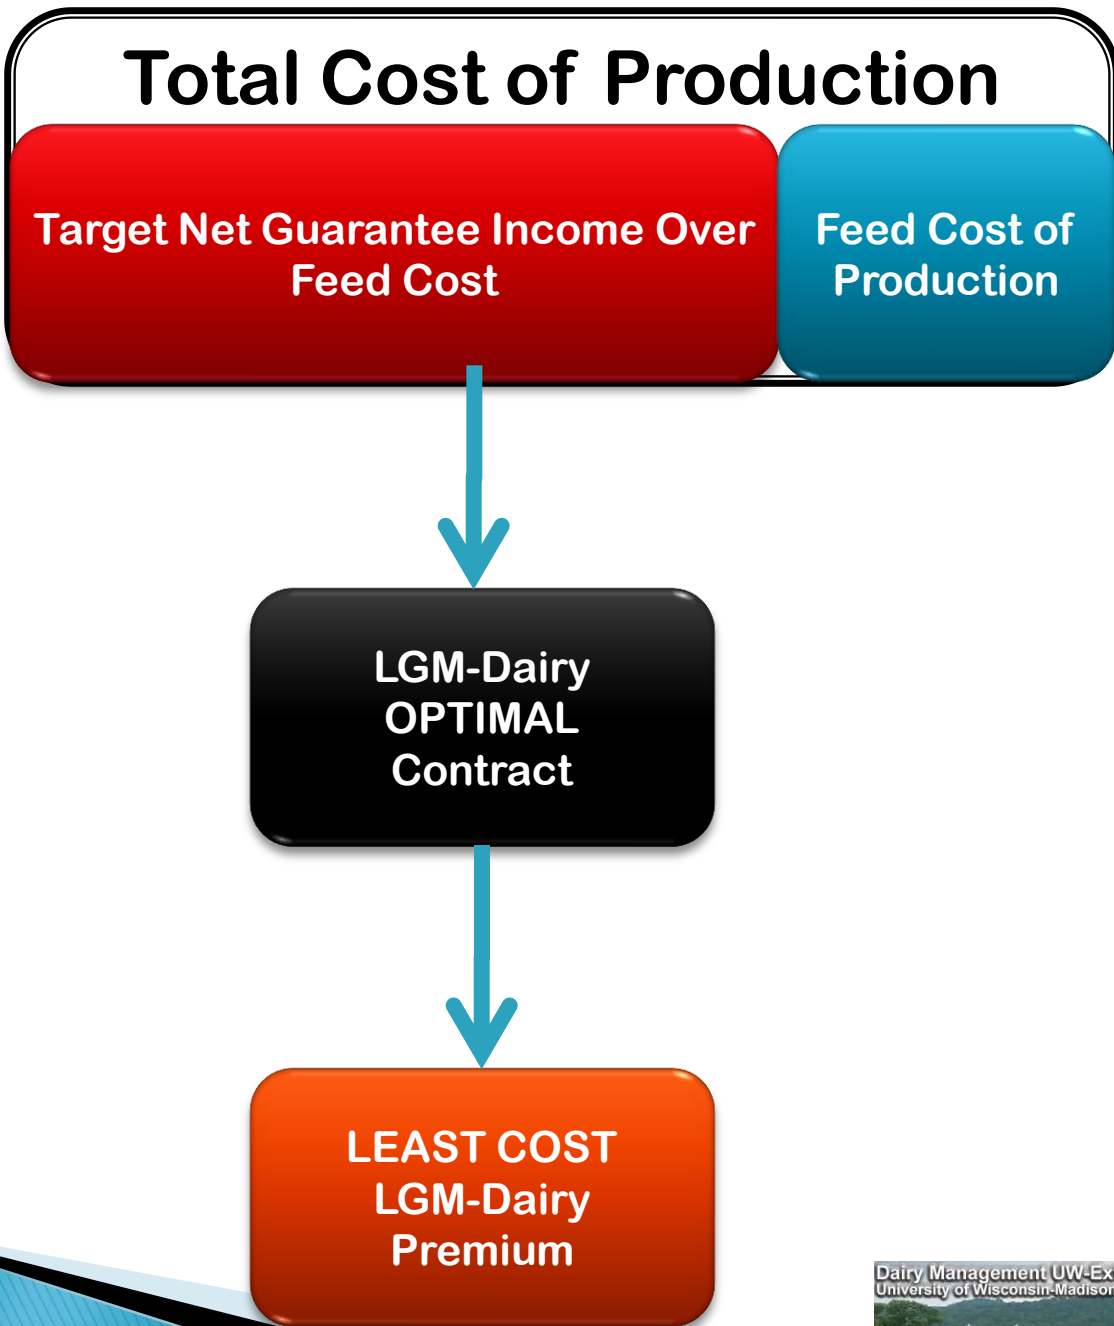 Total Cost of Production
Target Net Guarantee Income Over
Feed Cost
Feed Cost of
Production
LGM-Dairy
OPTIMAL
Contract
LEAST COST
LGM-Dairy
Premium
Dairy Management UW-Ex
University of Wisconsin-Madison